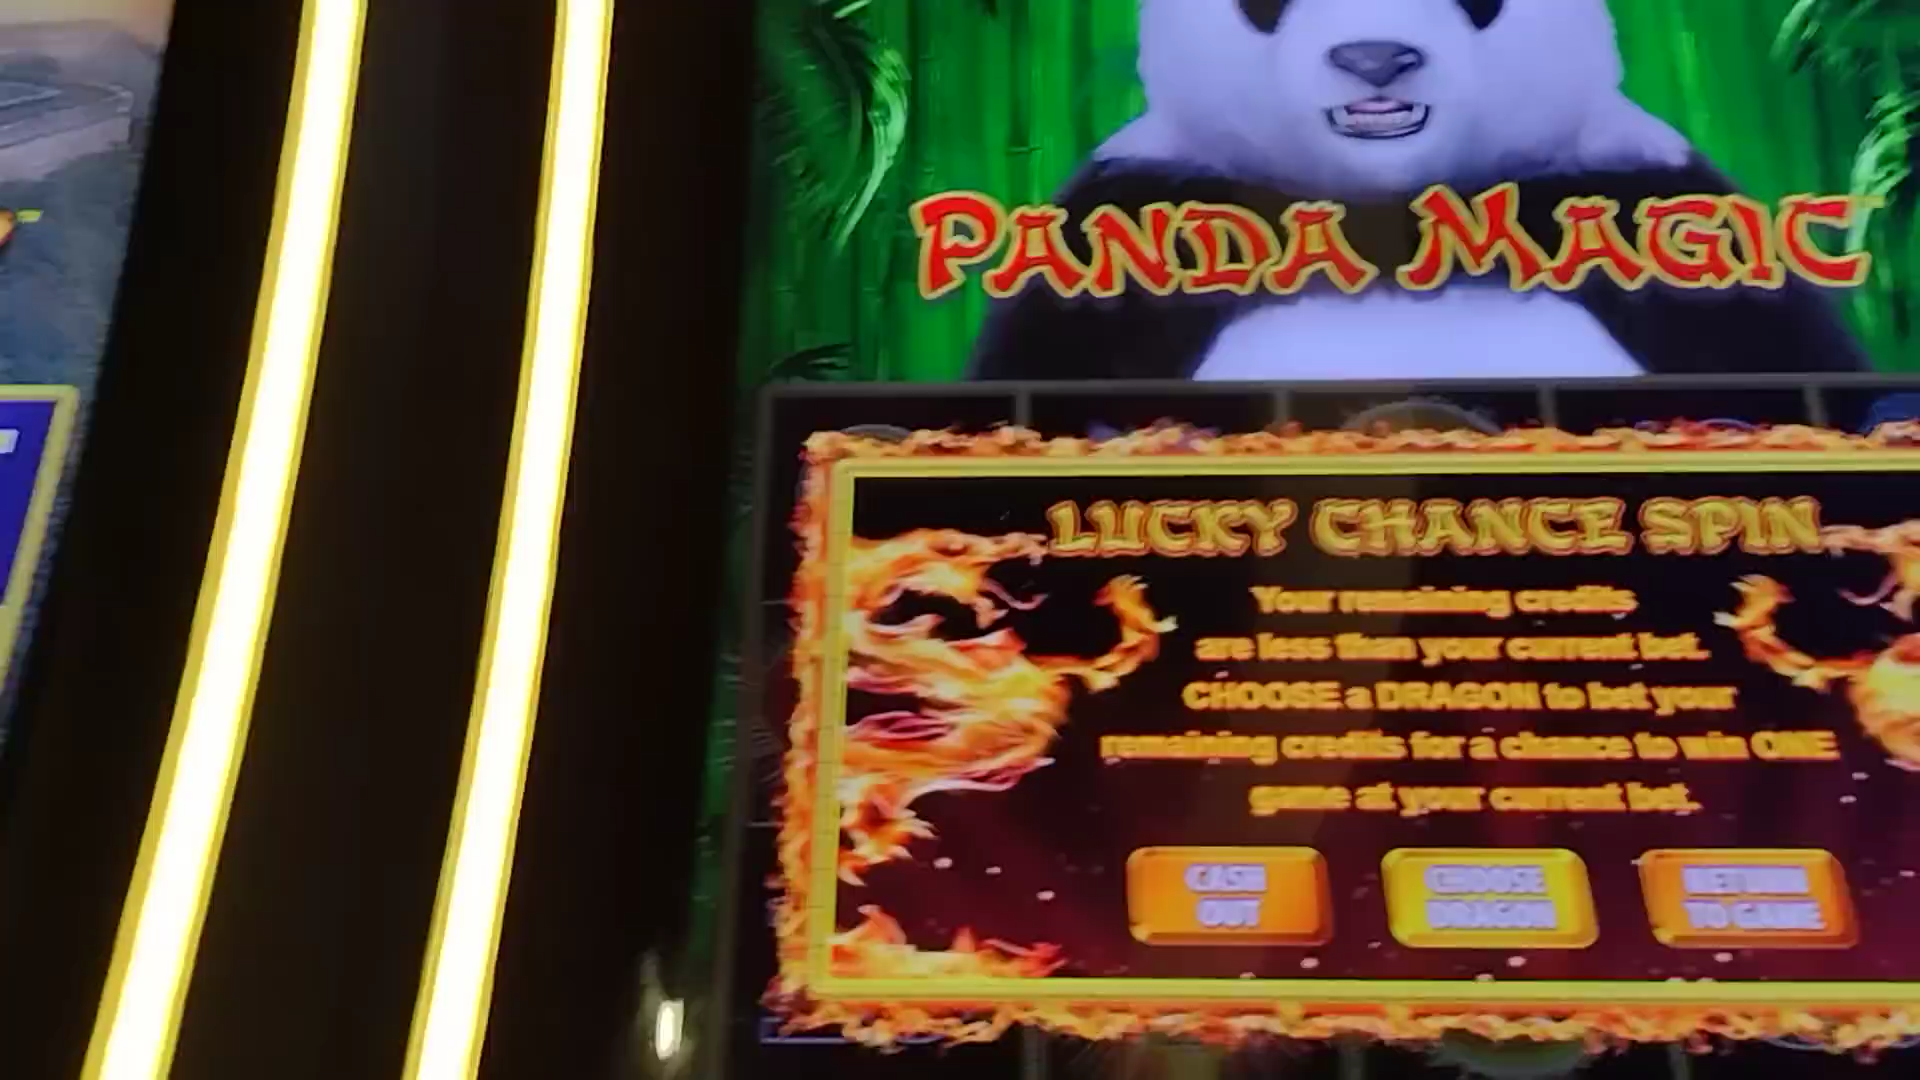 PANDA MAGIC
LUCKY CHANCE SPIN
Your remaining credits
are less than your current bet.
CHOOSE a DRAGON to bet your
remaining credits for a chance to win ONE
game at your current bet.
CASH
OUT
CHOOSE
DRAGON
RETURN
TO GAME